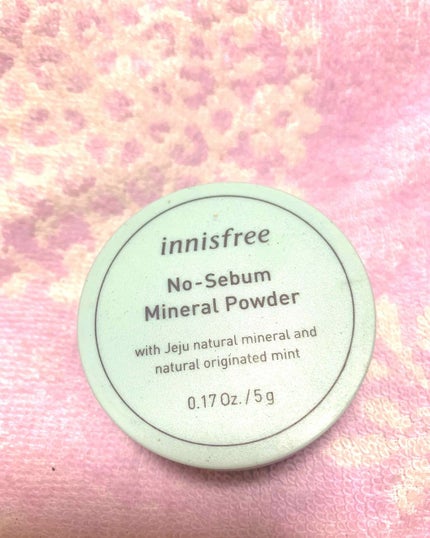 innisfree
No-Sebum
Mineral Powder
with Jeju natural mineral and
natural originated mint
0.17 Oz. / 5 g